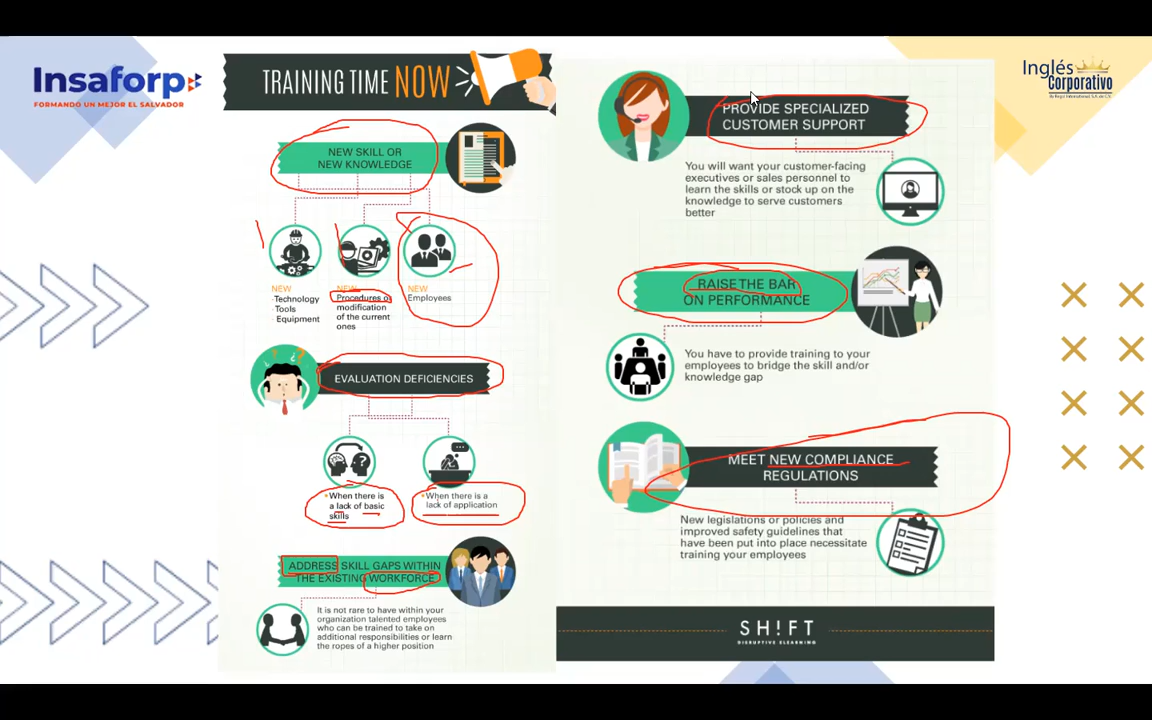 Insaforp
FORMANDO UN MEJOR EL SALVADOR
TRAINING TIME NOW
NEW SKILL OR
NEW KNOWLEDGE
NEW
Technology
Tools
Equipment
NEW
Procedures or
modification
of the current
ones
NEW
Employees
EVALUATION DEFICIENCIES
• When there is
a lack of basic
skills
• When there is a
lack of application
ADDRESS SKILL GAPS WITHIN
THE EXISTING WORKFORCE
It is not rare to have within your
organization talented employees
who can be trained to take on
additional responsibilities or learn
the ropes of a higher position
PROVIDE SPECIALIZED
CUSTOMER SUPPORT
You will want your customer-facing
executives or sales personnel to
learn the skills or stock up on the
knowledge to serve customers
better
RAISE THE BAR
ON PERFORMANCE
You have to provide training to your
employees to bridge the skill and/or
knowledge gap
MEET NEW COMPLIANCE
REGULATIONS
New legislations or policies and
improved safety guidelines that
have been put into place necessitate
training your employees
SH!FT
DISRUPTIVE ELEARNING
Inglés
Corporativo